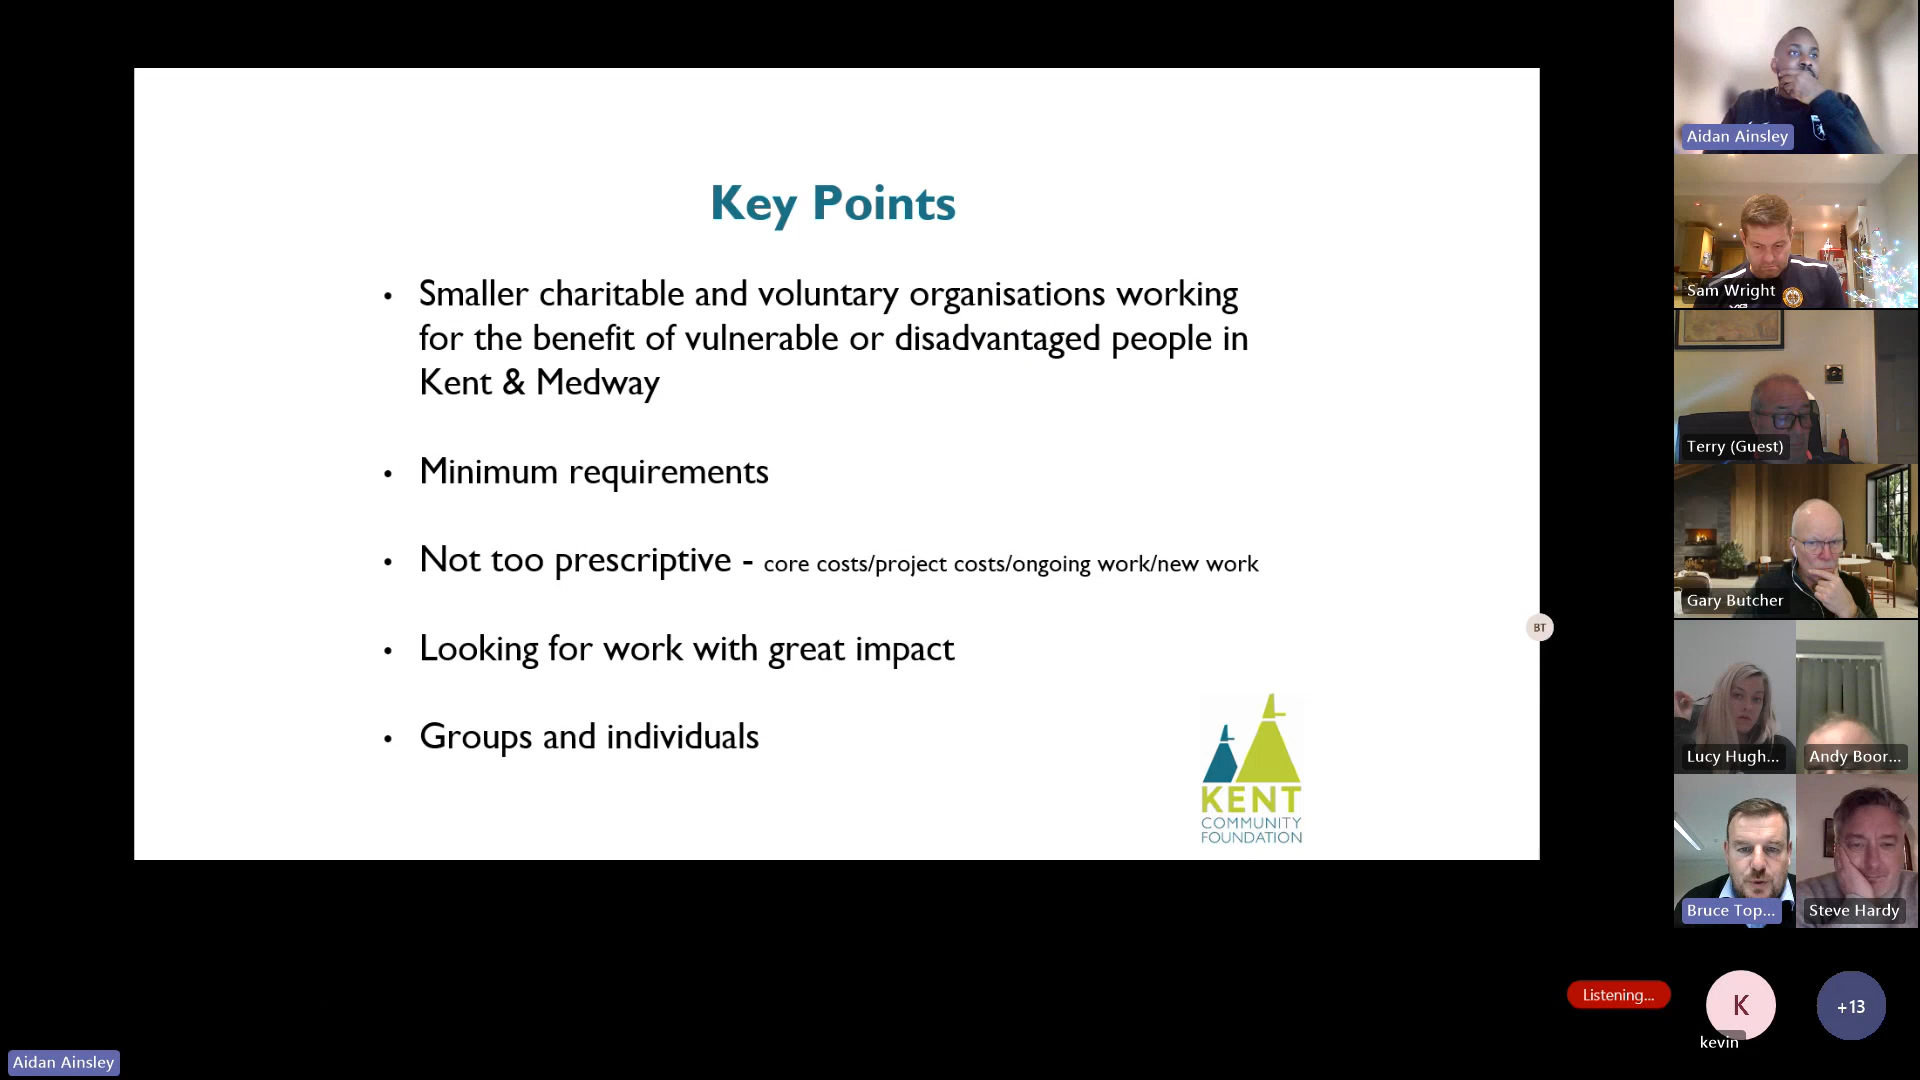 Key Points
• Smaller charitable and voluntary organisations working
for the benefit of vulnerable or disadvantaged people in
Kent & Medway
• Minimum requirements
• Not too prescriptive - core costs/project costs/ongoing work/new work
• Looking for work with great impact
• Groups and individuals
KENT
COMMUNITY
FOUNDATION
BT
Aidan Ainsley
Sam Wright
Terry (Guest)
Gary Butcher
Lucy Hugh...
Andy Boor...
Bruce Top...
Steve Hardy
Listening...
K
+13
kevin
Aidan Ainsley